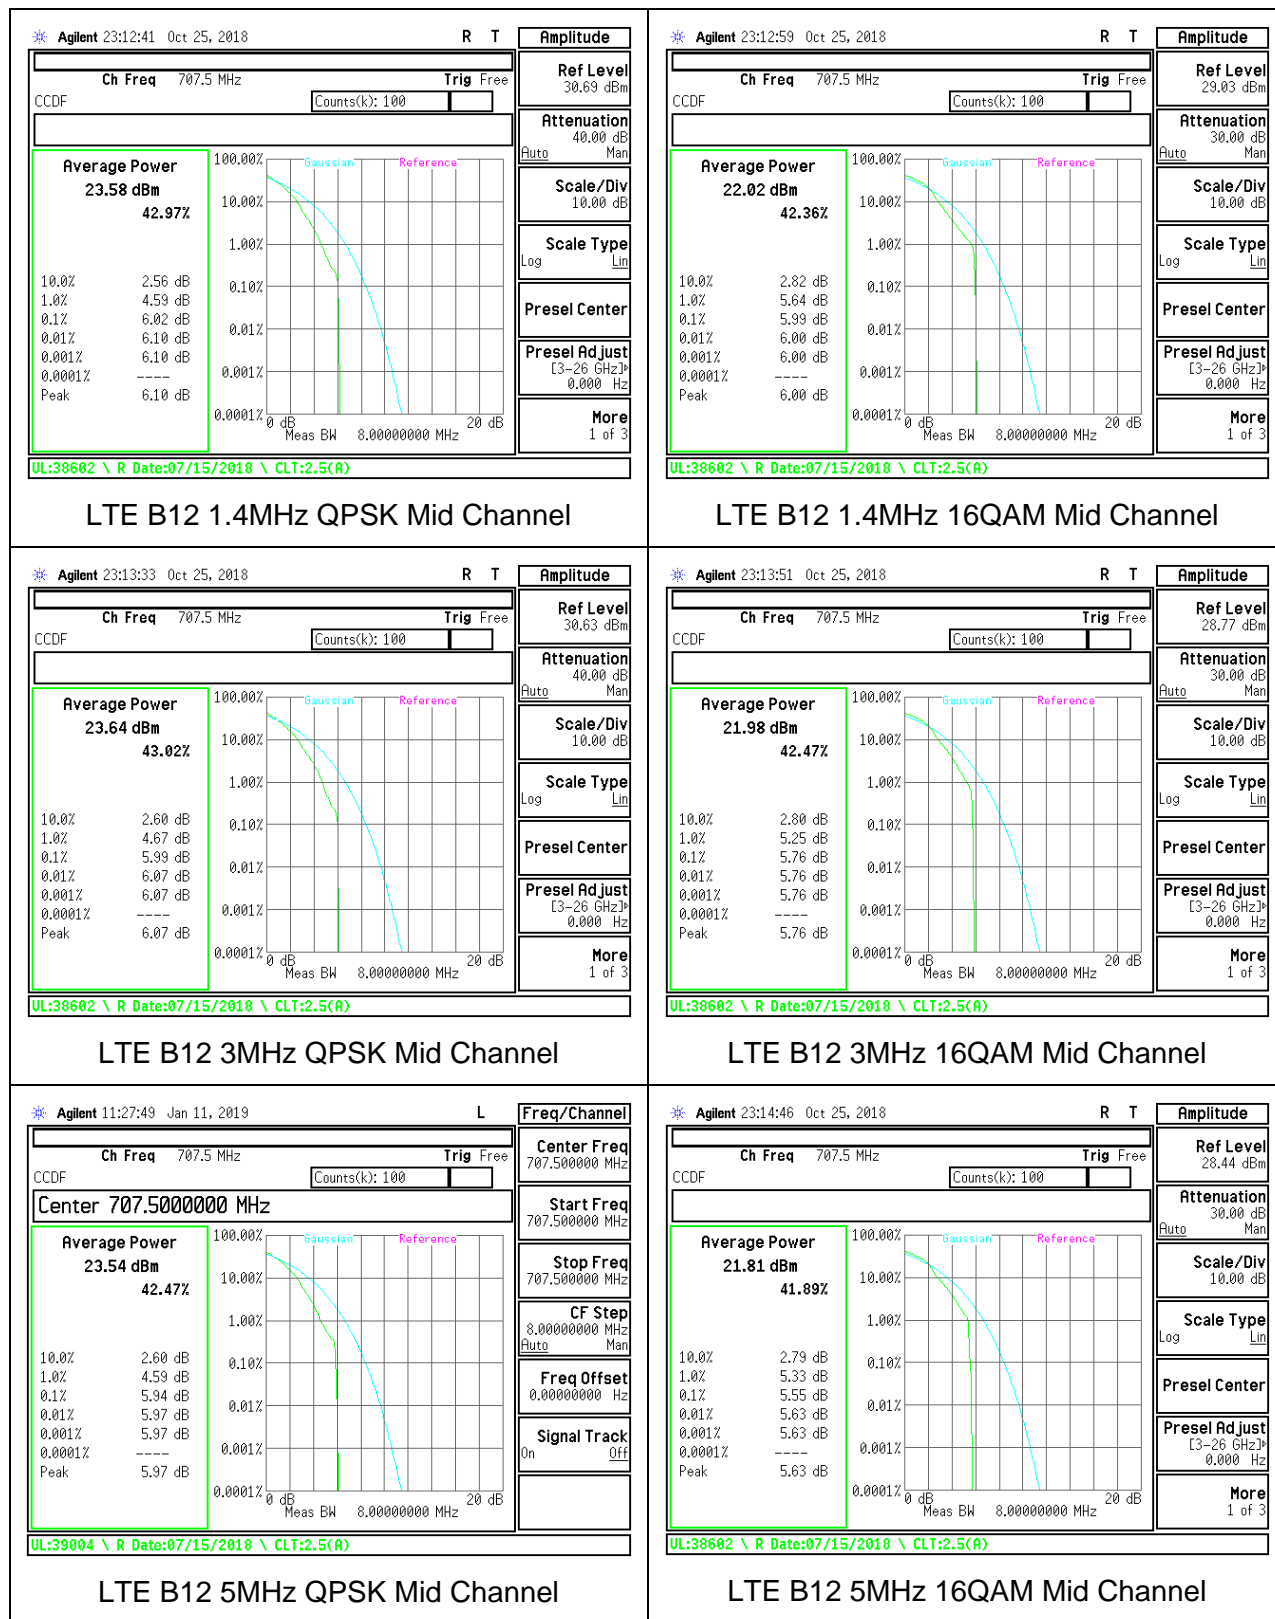 Agilent 23:12:41 Oct 25, 2018 R T Amplitude
Ch Freq 707.5 MHz Trig Free
CCDF Counts(k): 100
Ref Level
30.69 dBm
Attenuation
40.00 dB
Auto Man
Scale/Div
10.00 dB
Scale Type
Log Lin
Presel Center
Presel Adjust
[3-26 GHz]
0.000 Hz
More
1 of 3
Average Power
23.58 dBm
42.97%
10.0% 2.56 dB
1.0% 4.59 dB
0.1% 6.02 dB
0.01% 6.10 dB
0.001% 6.10 dB
0.0001% ----
Peak 6.10 dB
Gaussian Reference
100.00%
10.00%
1.00%
0.10%
0.01%
0.001%
0.0001%
0 dB 20 dB
Meas BW 8.00000000 MHz
UL:38602 \ R Date:07/15/2018 \ CLT:2.5(A)
LTE B12 1.4MHz QPSK Mid Channel
Agilent 23:12:59 Oct 25, 2018 R T Amplitude
Ch Freq 707.5 MHz Trig Free
CCDF Counts(k): 100
Ref Level
29.03 dBm
Attenuation
30.00 dB
Auto Man
Scale/Div
10.00 dB
Scale Type
Log Lin
Presel Center
Presel Adjust
[3-26 GHz]
0.000 Hz
More
1 of 3
Average Power
22.02 dBm
42.36%
10.0% 2.82 dB
1.0% 5.64 dB
0.1% 5.99 dB
0.01% 6.00 dB
0.001% 6.00 dB
0.0001% ----
Peak 6.00 dB
Gaussian Reference
100.00%
10.00%
1.00%
0.10%
0.01%
0.001%
0.0001%
0 dB 20 dB
Meas BW 8.00000000 MHz
UL:38602 \ R Date:07/15/2018 \ CLT:2.5(A)
LTE B12 1.4MHz 16QAM Mid Channel
Agilent 23:13:33 Oct 25, 2018 R T Amplitude
Ch Freq 707.5 MHz Trig Free
CCDF Counts(k): 100
Ref Level
30.63 dBm
Attenuation
40.00 dB
Auto Man
Scale/Div
10.00 dB
Scale Type
Log Lin
Presel Center
Presel Adjust
[3-26 GHz]
0.000 Hz
More
1 of 3
Average Power
23.64 dBm
43.02%
10.0% 2.60 dB
1.0% 4.67 dB
0.1% 5.99 dB
0.01% 6.07 dB
0.001% 6.07 dB
0.0001% ----
Peak 6.07 dB
Gaussian Reference
100.00%
10.00%
1.00%
0.10%
0.01%
0.001%
0.0001%
0 dB 20 dB
Meas BW 8.00000000 MHz
UL:38602 \ R Date:07/15/2018 \ CLT:2.5(A)
LTE B12 3MHz QPSK Mid Channel
Agilent 23:13:51 Oct 25, 2018 R T Amplitude
Ch Freq 707.5 MHz Trig Free
CCDF Counts(k): 100
Ref Level
28.77 dBm
Attenuation
30.00 dB
Auto Man
Scale/Div
10.00 dB
Scale Type
Log Lin
Presel Center
Presel Adjust
[3-26 GHz]
0.000 Hz
More
1 of 3
Average Power
21.98 dBm
42.47%
10.0% 2.80 dB
1.0% 5.25 dB
0.1% 5.76 dB
0.01% 5.76 dB
0.001% 5.76 dB
0.0001% ----
Peak 5.76 dB
Gaussian Reference
100.00%
10.00%
1.00%
0.10%
0.01%
0.001%
0.0001%
0 dB 20 dB
Meas BW 8.00000000 MHz
UL:38602 \ R Date:07/15/2018 \ CLT:2.5(A)
LTE B12 3MHz 16QAM Mid Channel
Agilent 11:27:49 Jan 11, 2019 L Freq/Channel
Ch Freq 707.5 MHz Trig Free
CCDF Counts(k): 100
Center 707.5000000 MHz
Center Freq
707.500000 MHz
Start Freq
707.500000 MHz
Stop Freq
707.500000 MHz
CF Step
8.00000000 MHz
Auto Man
Freq Offset
0.00000000 Hz
Signal Track
On Off
Average Power
23.54 dBm
42.47%
10.0% 2.60 dB
1.0% 4.59 dB
0.1% 5.94 dB
0.01% 5.97 dB
0.001% 5.97 dB
0.0001% ----
Peak 5.97 dB
Gaussian Reference
100.00%
10.00%
1.00%
0.10%
0.01%
0.001%
0.0001%
0 dB 20 dB
Meas BW 8.00000000 MHz
UL:39004 \ R Date:07/15/2018 \ CLT:2.5(A)
LTE B12 5MHz QPSK Mid Channel
Agilent 23:14:46 Oct 25, 2018 R T Amplitude
Ch Freq 707.5 MHz Trig Free
CCDF Counts(k): 100
Ref Level
28.44 dBm
Attenuation
30.00 dB
Auto Man
Scale/Div
10.00 dB
Scale Type
Log Lin
Presel Center
Presel Adjust
[3-26 GHz]
0.000 Hz
More
1 of 3
Average Power
21.81 dBm
41.89%
10.0% 2.79 dB
1.0% 5.33 dB
0.1% 5.55 dB
0.01% 5.63 dB
0.001% 5.63 dB
0.0001% ----
Peak 5.63 dB
Gaussian Reference
100.00%
10.00%
1.00%
0.10%
0.01%
0.001%
0.0001%
0 dB 20 dB
Meas BW 8.00000000 MHz
UL:38602 \ R Date:07/15/2018 \ CLT:2.5(A)
LTE B12 5MHz 16QAM Mid Channel